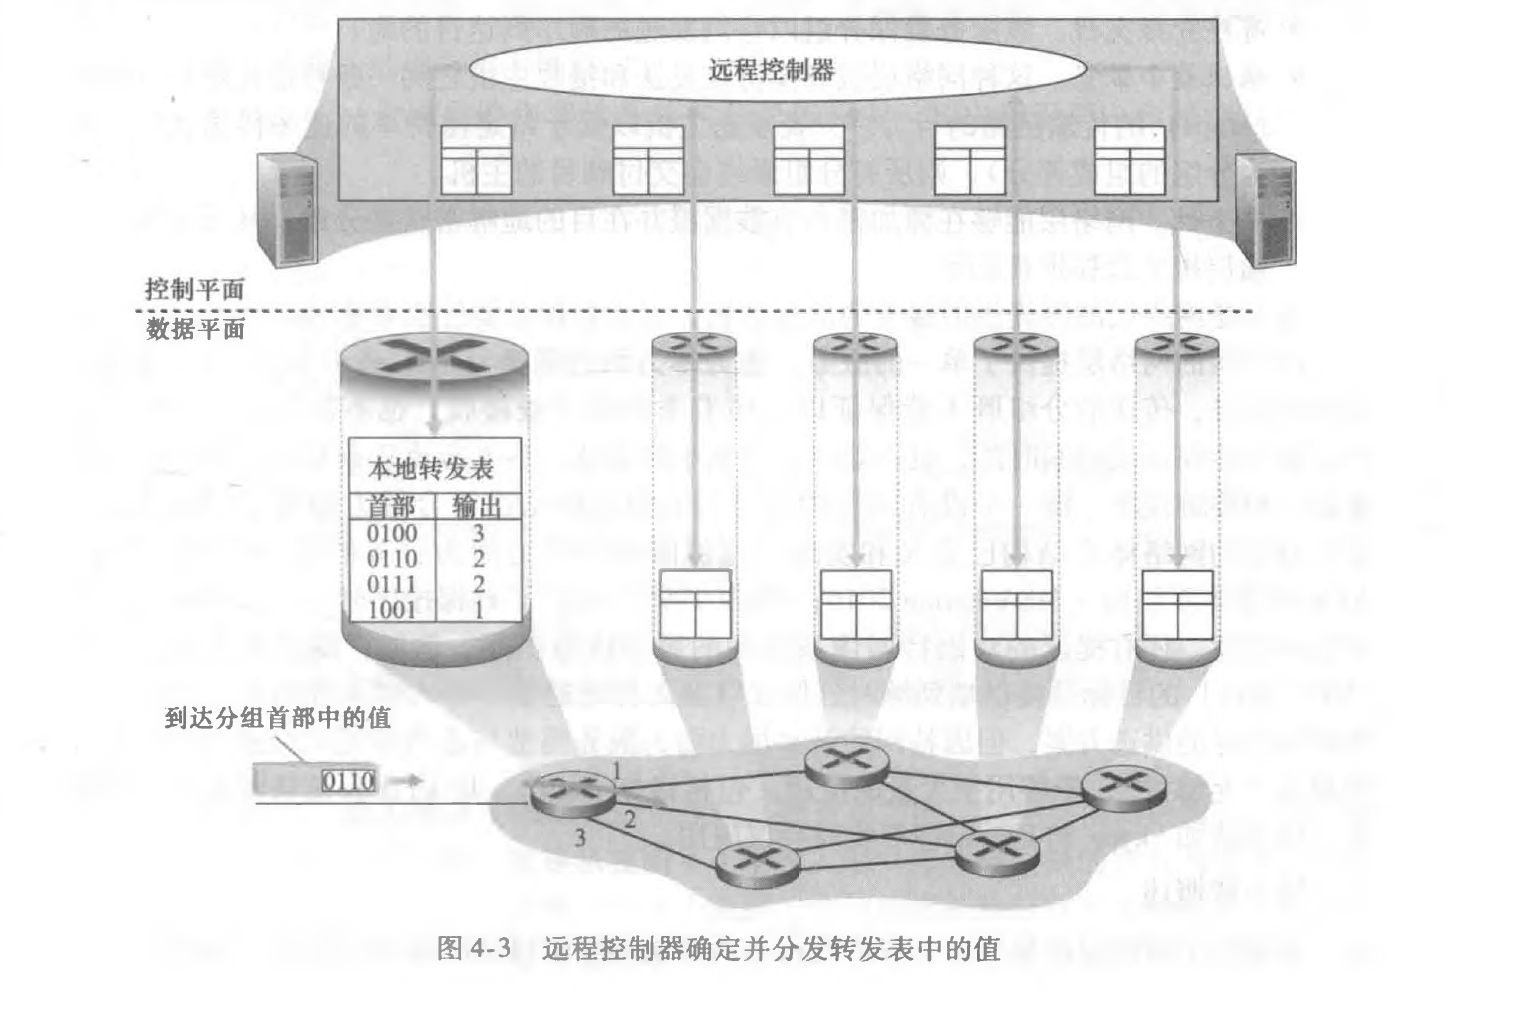 远程控制器
控制平面
数据平面
本地转发表
首部 输出
0100 3
0110 2
0111 2
1001 1
到达分组首部中的值
0110
1
2
3
图 4-3 远程控制器确定并分发转发表中的值